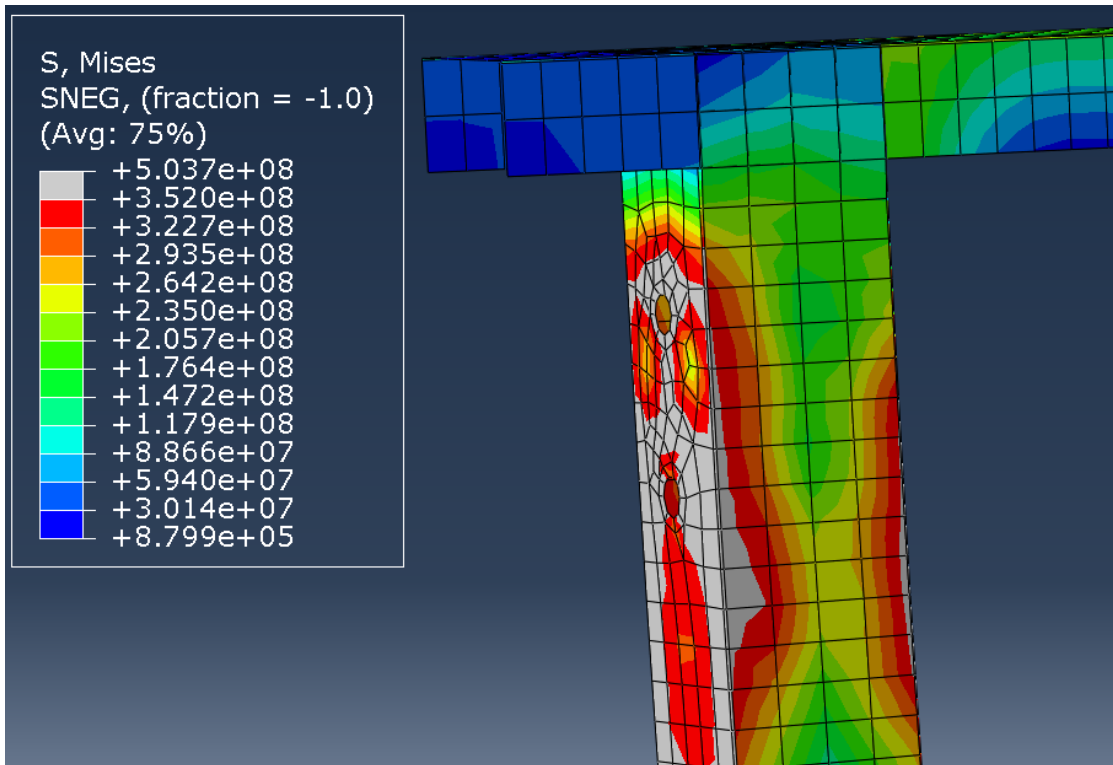 S, Mises
SNEG, (fraction = -1.0)
(Avg: 75%)
+5.037e+08
+3.520e+08
+3.227e+08
+2.935e+08
+2.642e+08
+2.350e+08
+2.057e+08
+1.764e+08
+1.472e+08
+1.179e+08
+8.866e+07
+5.940e+07
+3.014e+07
+8.799e+05